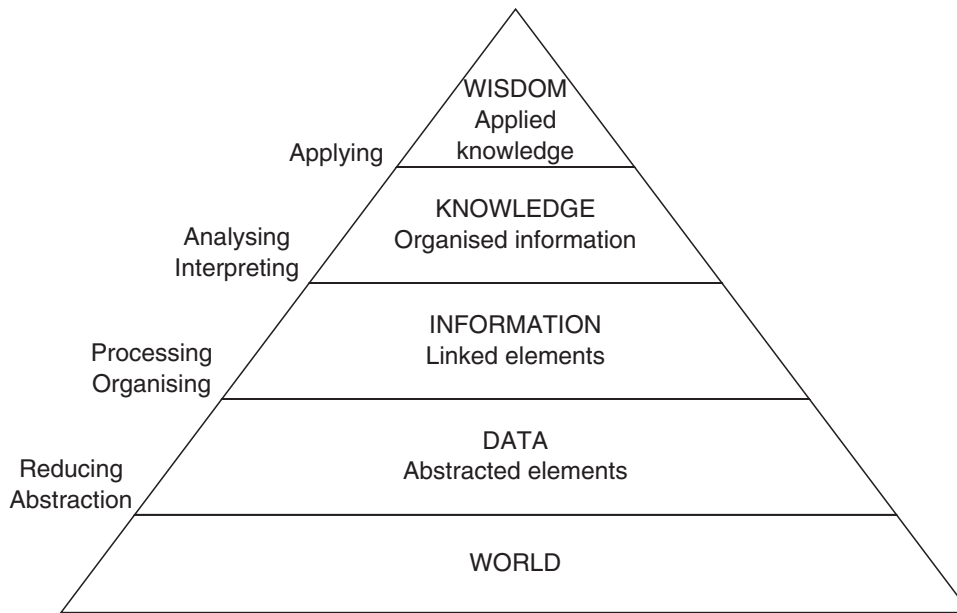 WISDOM
Applied
knowledge
Applying
KNOWLEDGE
Organised information
Analysing
Interpreting
INFORMATION
Linked elements
Processing
Organising
DATA
Abstracted elements
Reducing
Abstraction
WORLD